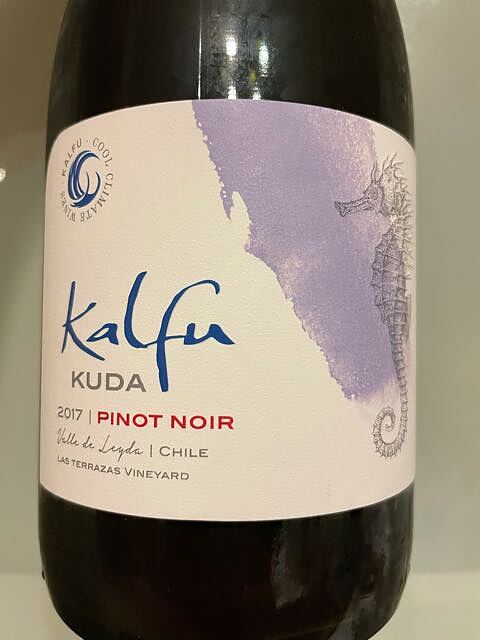 KALFU · COOL CLIMATE WINES ·
Kalfu
KUDA
2017 | PINOT NOIR
Valle de Leyda | CHILE
LAS TERRAZAS VINEYARD